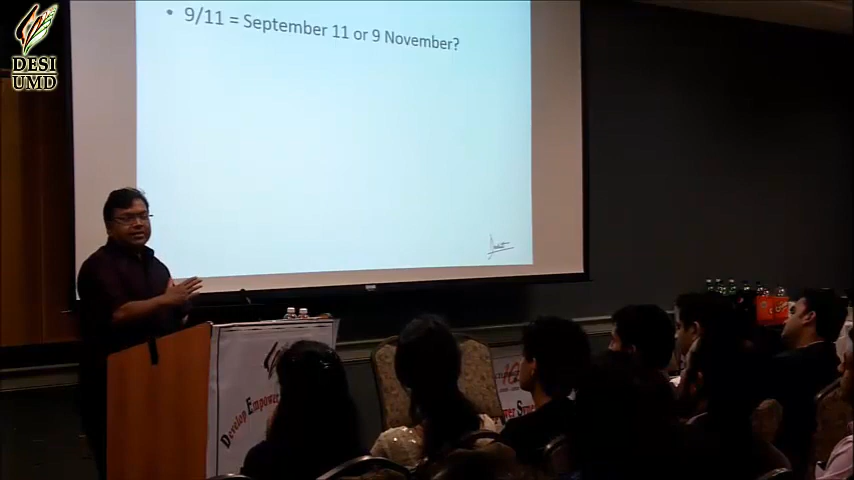 DESI
UMD
• 9/11 = September 11 or 9 November?
Develop Empower